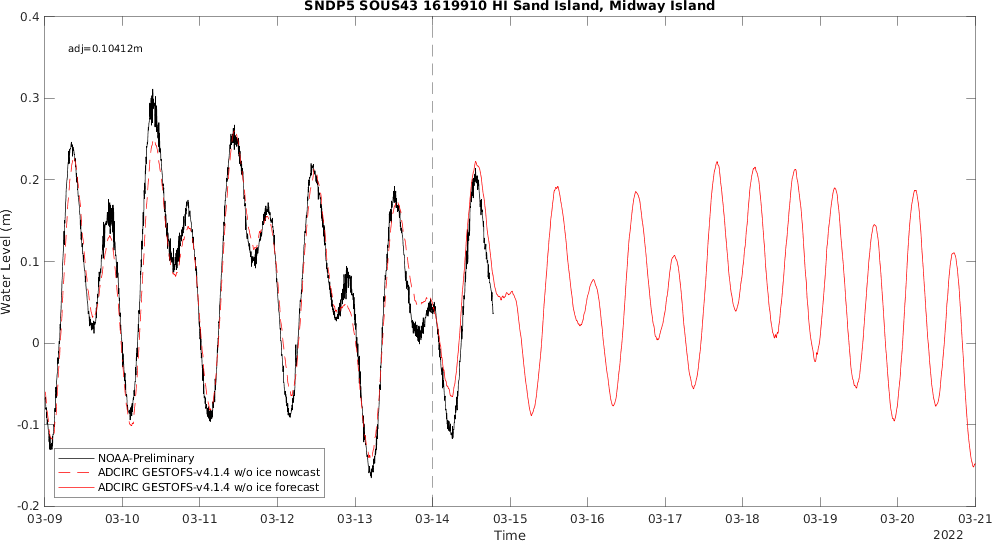 SNDP5 SOUS43 1619910 HI Sand Island, Midway Island
0.4
adj=0.10412m
0.3
0.2
0.1
0
-0.1
-0.2
Water Level (m)
NOAA-Preliminary
ADCIRC GESTOFS-v4.1.4 w/o ice nowcast
ADCIRC GESTOFS-v4.1.4 w/o ice forecast
03-09 03-10 03-11 03-12 03-13 03-14 03-15 03-16 03-17 03-18 03-19 03-20 03-21
Time
2022